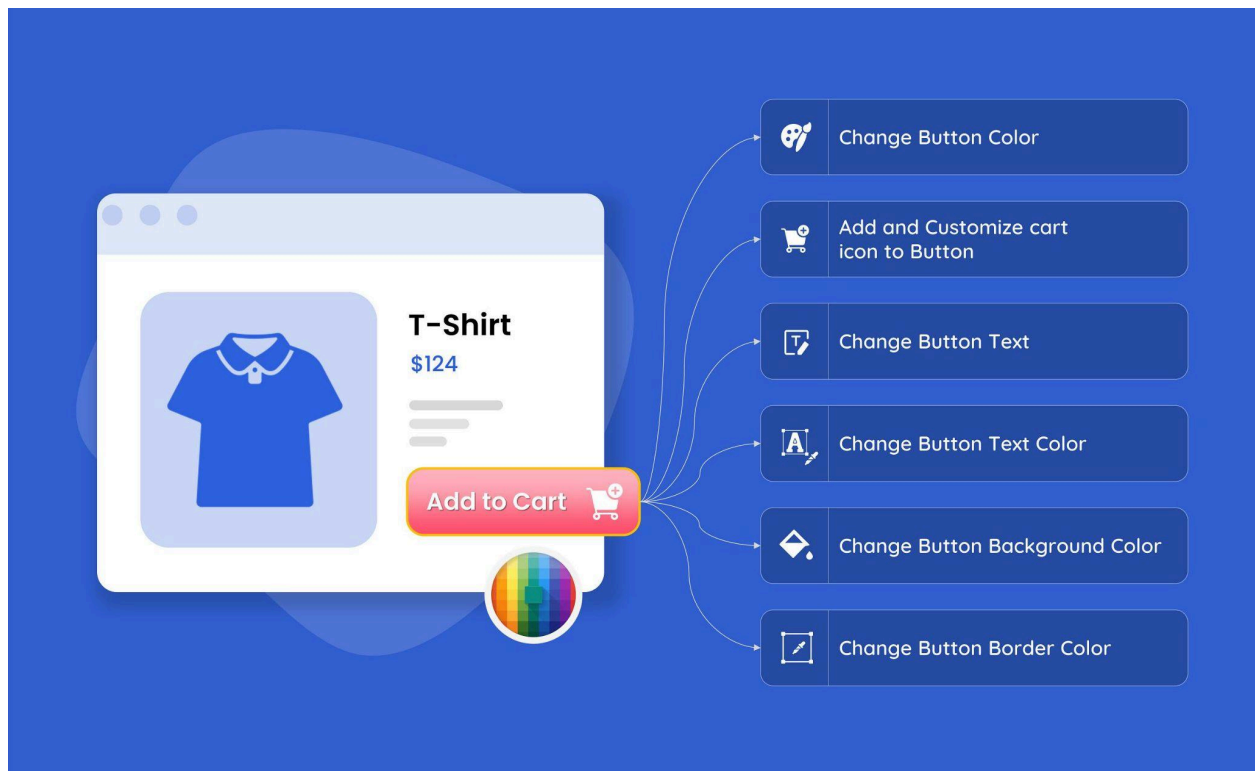 T-Shirt
$124
Add to Cart
Change Button Color
Add and Customize cart
icon to Button
Change Button Text
Change Button Text Color
Change Button Background Color
Change Button Border Color